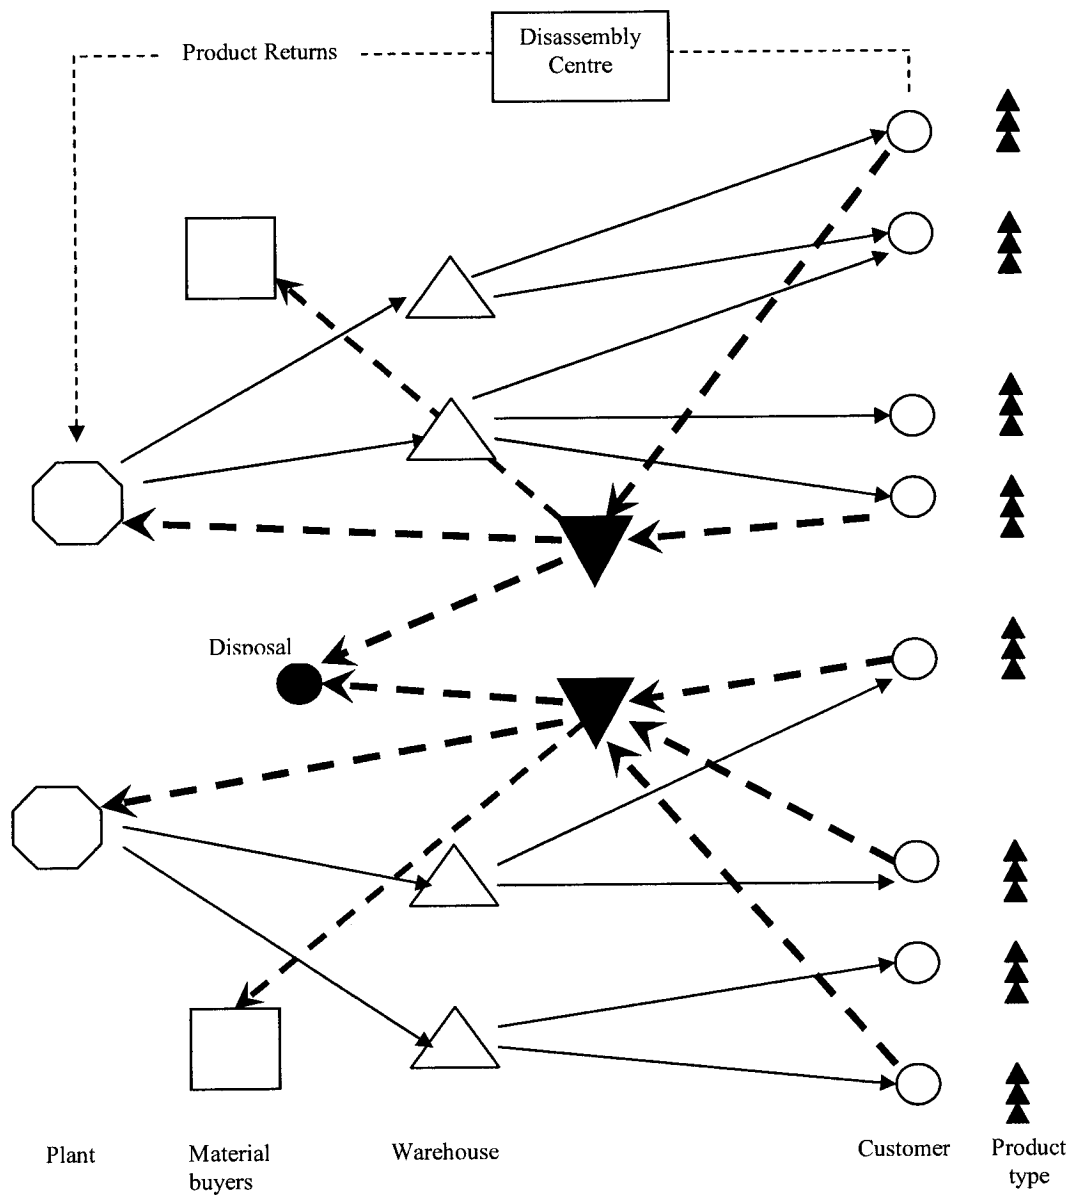 Product Returns
Disassembly
Centre
Disposal
Plant
Material
buyers
Warehouse
Customer
Product
type